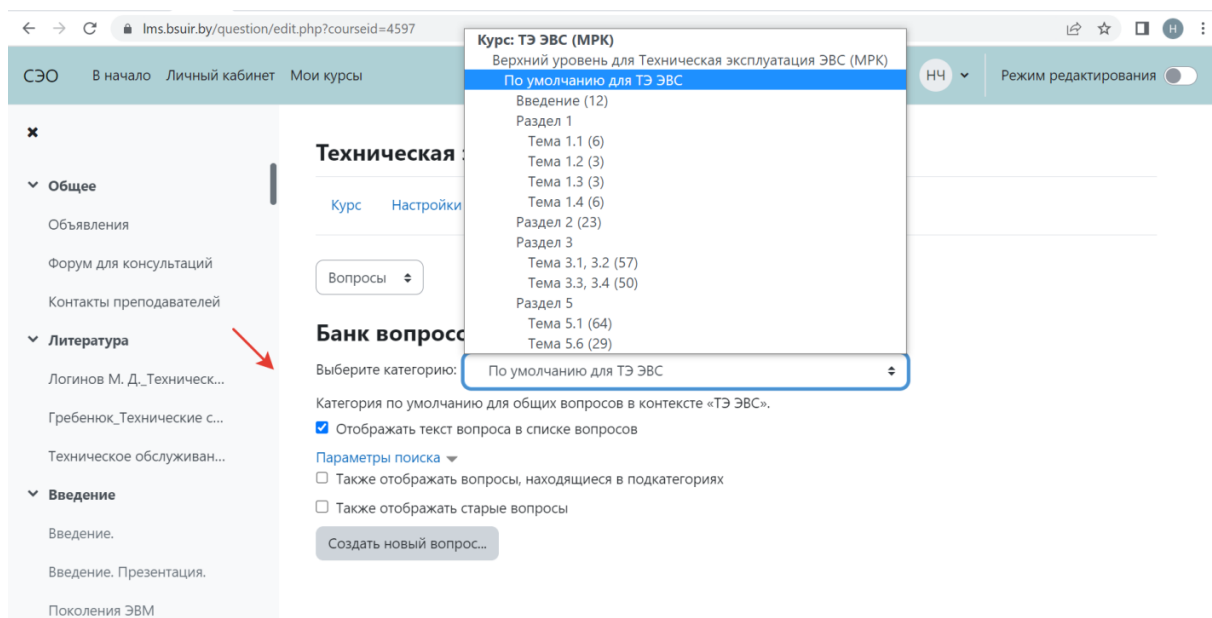 lms.bsuir.by/question/edit.php?courseid=4597
Н
СЭО В начало Личный кабинет Мои курсы
НЧ Режим редактирования
Курс: ТЭ ЭВС (МРК)
Верхний уровень для Техническая эксплуатация ЭВС (МРК)
По умолчанию для ТЭ ЭВС
Введение (12)
Раздел 1
Тема 1.1 (6)
Тема 1.2 (3)
Тема 1.3 (3)
Тема 1.4 (6)
Раздел 2 (23)
Раздел 3
Тема 3.1, 3.2 (57)
Тема 3.3, 3.4 (50)
Раздел 5
Тема 5.1 (64)
Тема 5.6 (29)
Общее
Объявления
Форум для консультаций
Контакты преподавателей
Литература
Логинов М. Д._Техническ...
Гребенюк_Технические с...
Техническое обслуживан...
Введение
Введение.
Введение. Презентация.
Поколения ЭВМ
Техническая
Курс Настройки
Вопросы
Банк вопросо
Выберите категорию: По умолчанию для ТЭ ЭВС
Категория по умолчанию для общих вопросов в контексте «ТЭ ЭВС».
Отображать текст вопроса в списке вопросов
Параметры поиска
Также отображать вопросы, находящиеся в подкатегориях
Также отображать старые вопросы
Создать новый вопрос...